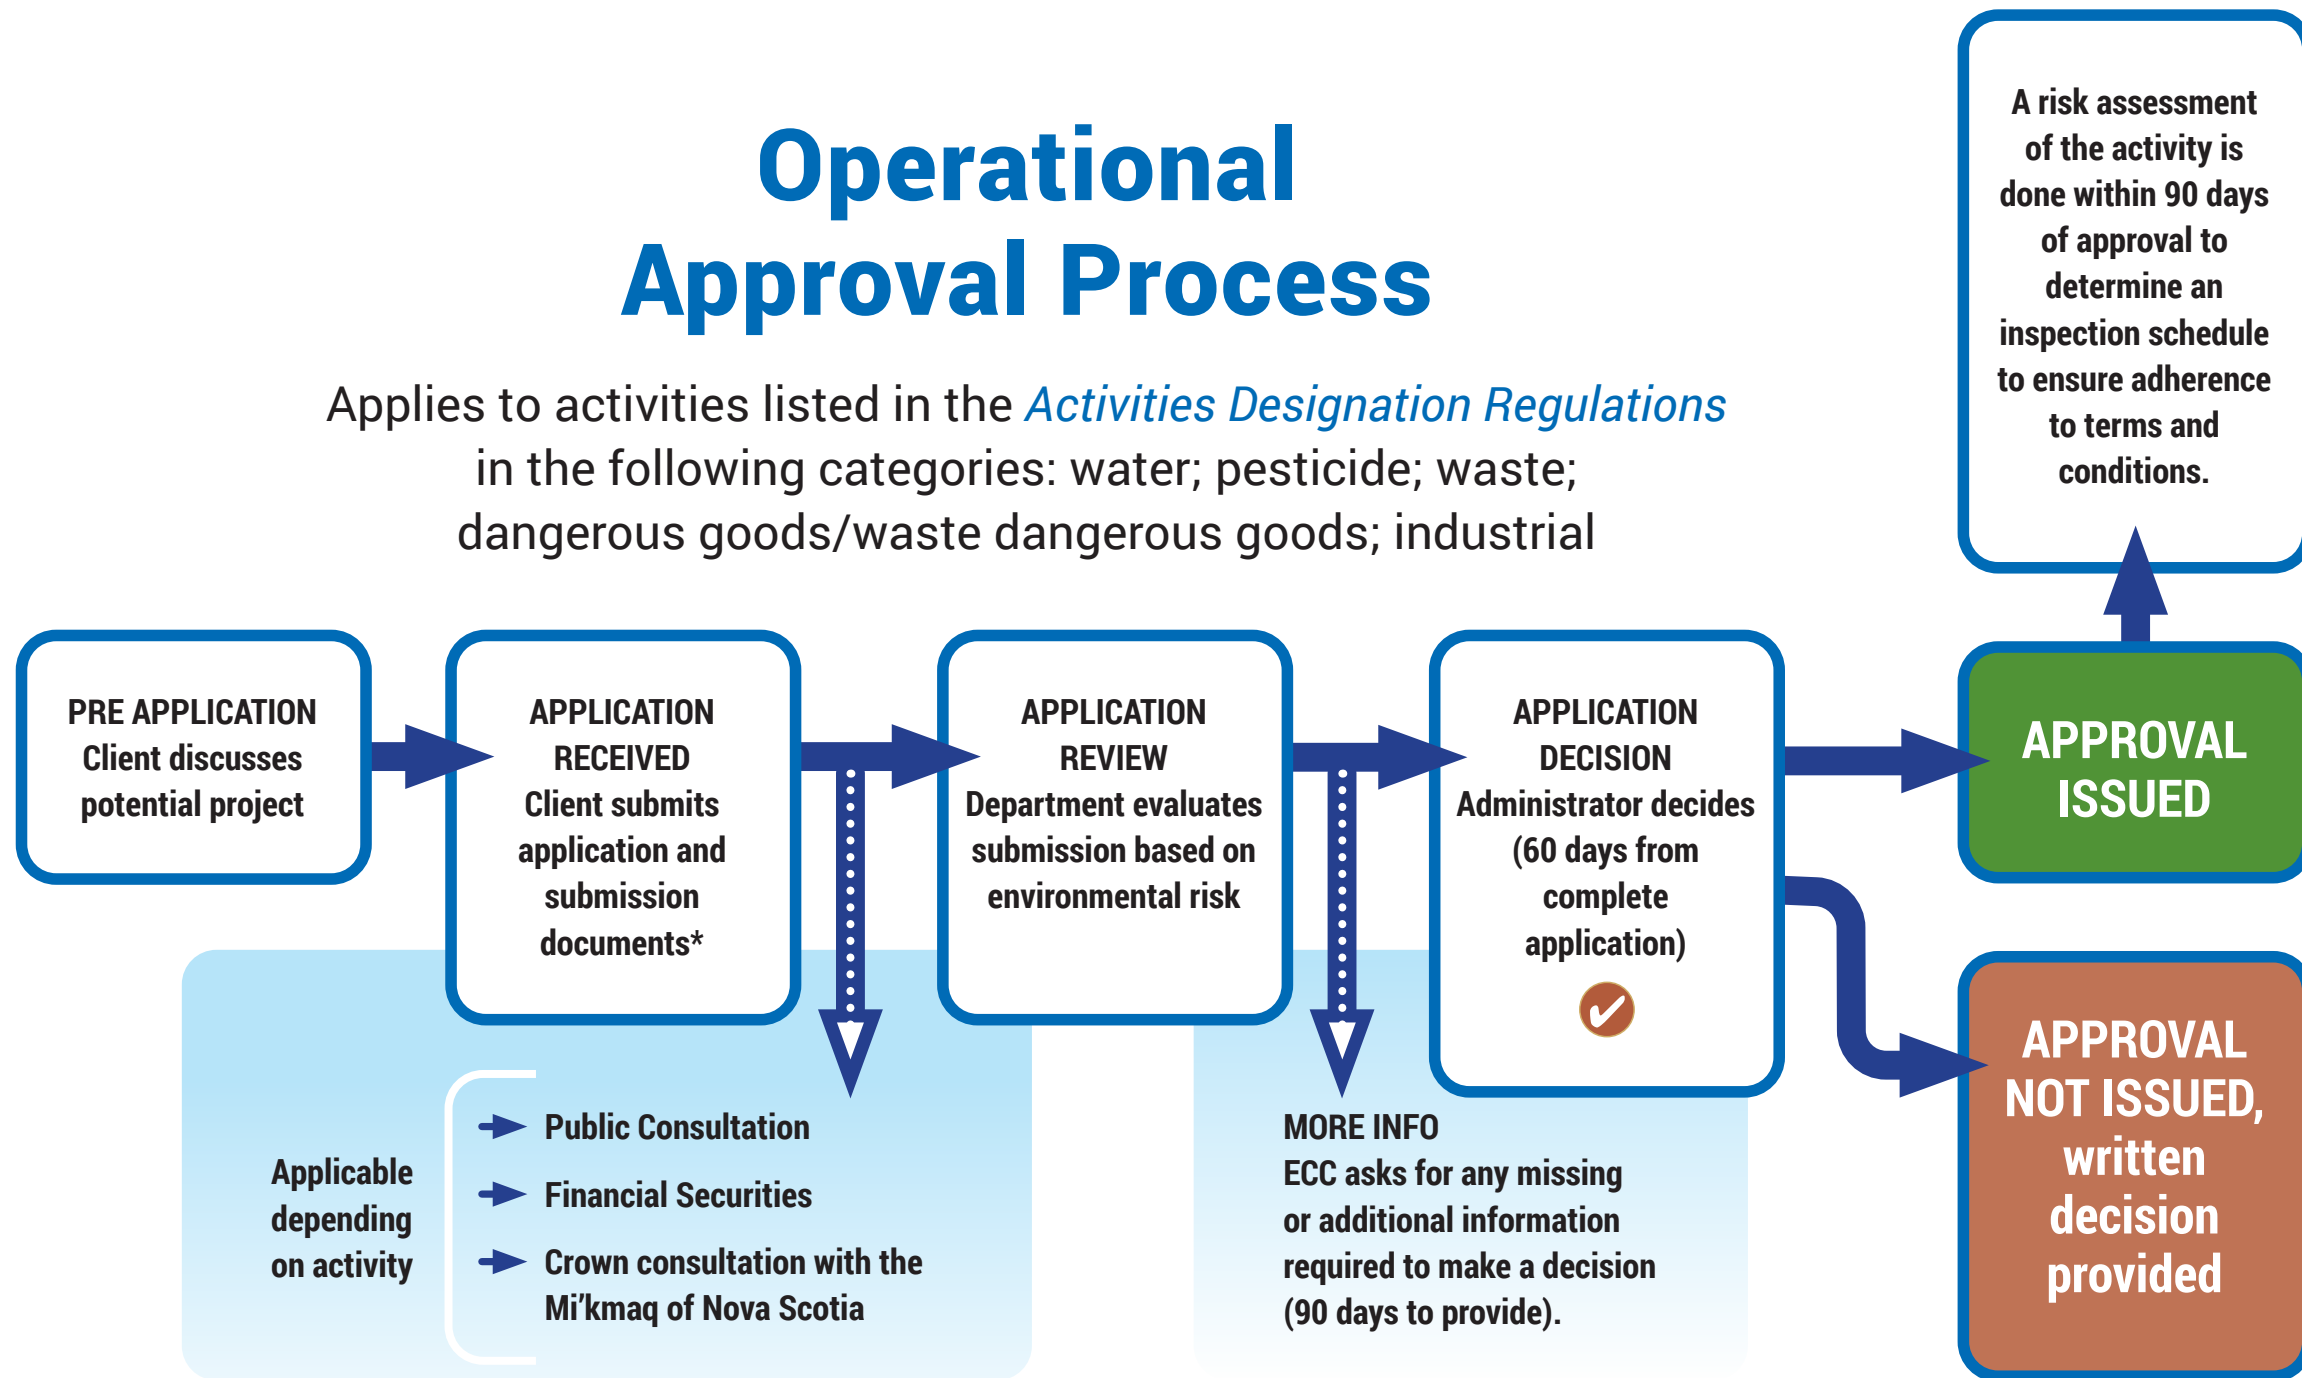 Operational
Approval Process
Applies to activities listed in the Activities Designation Regulations
in the following categories: water; pesticide; waste;
dangerous goods/waste dangerous goods; industrial
PRE APPLICATION
Client discusses
potential project
APPLICATION
RECEIVED
Client submits
application and
submission
documents*
Applicable
depending
on activity
Public Consultation
Financial Securities
Crown consultation with the
Mi’kmaq of Nova Scotia
APPLICATION
REVIEW
Department evaluates
submission based on
environmental risk
MORE INFO
ECC asks for any missing
or additional information
required to make a decision
(90 days to provide).
APPLICATION
DECISION
Administrator decides
(60 days from
complete
application)
APPROVAL
ISSUED
A risk assessment
of the activity is
done within 90 days
of approval to
determine an
inspection schedule
to ensure adherence
to terms and
conditions.
APPROVAL
NOT ISSUED,
written
decision
provided